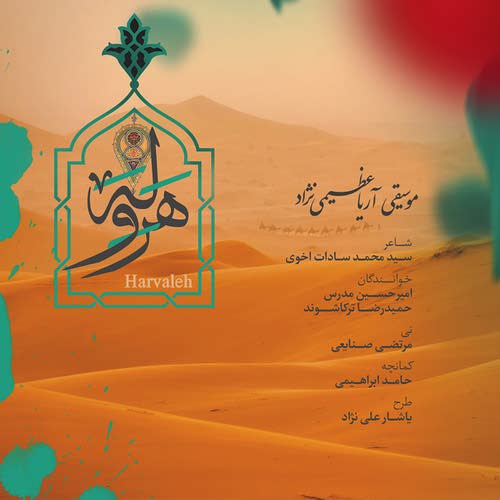 هروله
Harvaleh
موسیقی آریا عظیمی نژاد
شاعر
سید محمد سادات اخوی
خوانندگان
امیرحسین مدرس
حمیدرضا ترکاشوند
نی
مرتضی صنایعی
کمانچه
حامد ابراهیمی
طرح
یاشار علی نژاد